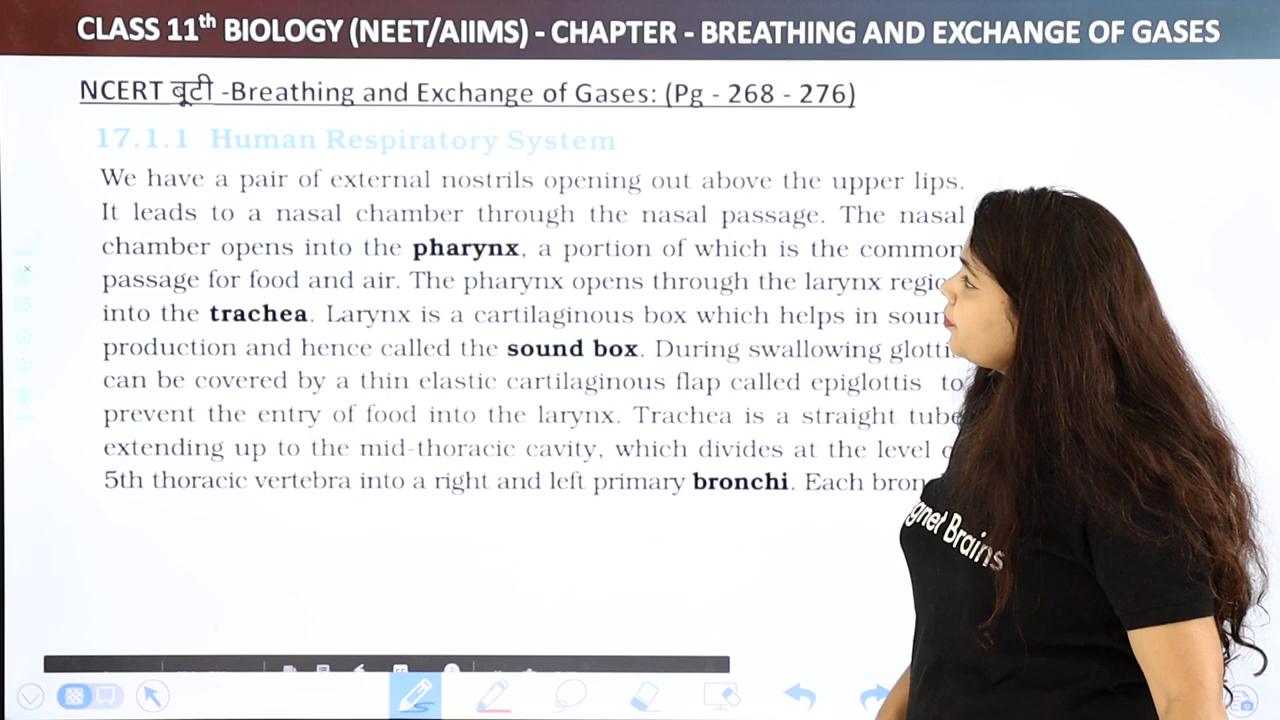 CLASS 11th BIOLOGY (NEET/AIIMS) - CHAPTER - BREATHING AND EXCHANGE OF GASES
NCERT बूटी -Breathing and Exchange of Gases: (Pg - 268 - 276)
17.1.1 Human Respiratory System
We have a pair of external nostrils opening out above the upper lips.
It leads to a nasal chamber through the nasal passage. The nasal
chamber opens into the pharynx, a portion of which is the common
passage for food and air. The pharynx opens through the larynx
into the trachea. Larynx is a cartilaginous box which helps in
production and hence called the sound box. During swallowing
can be covered by a thin elastic cartilaginous flap called epiglottis to
prevent the entry of food into the larynx. Trachea is a straight tube
extending up to the mid-thoracic cavity, which divides at the level
5th thoracic vertebra into a right and left primary bronchi. Each
Brains